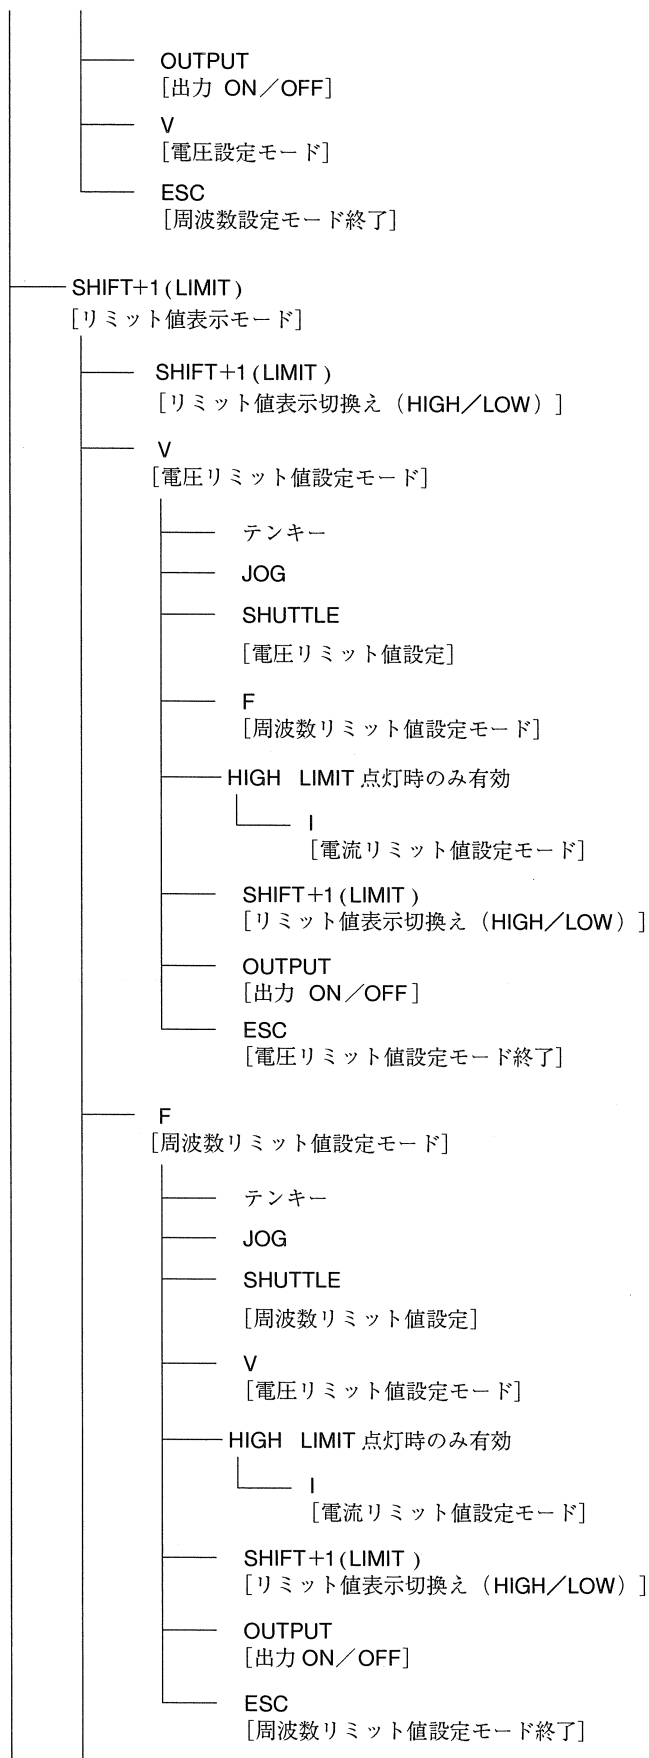 OUTPUT
[出力 ON／OFF]
V
[電圧設定モード]
ESC
[周波数設定モード終了]
SHIFT+1(LIMIT)
[リミット値表示モード]
SHIFT+1(LIMIT)
[リミット値表示切換え（HIGH／LOW）]
V
[電圧リミット値設定モード]
テンキー
JOG
SHUTTLE
[電圧リミット値設定]
F
[周波数リミット値設定モード]
HIGH LIMIT 点灯時のみ有効
I
[電流リミット値設定モード]
SHIFT+1(LIMIT)
[リミット値表示切換え（HIGH／LOW）]
OUTPUT
[出力 ON／OFF]
ESC
[電圧リミット値設定モード終了]
F
[周波数リミット値設定モード]
テンキー
JOG
SHUTTLE
[周波数リミット値設定]
V
[電圧リミット値設定モード]
HIGH LIMIT 点灯時のみ有効
I
[電流リミット値設定モード]
SHIFT+1(LIMIT)
[リミット値表示切換え（HIGH／LOW）]
OUTPUT
[出力 ON／OFF]
ESC
[周波数リミット値設定モード終了]